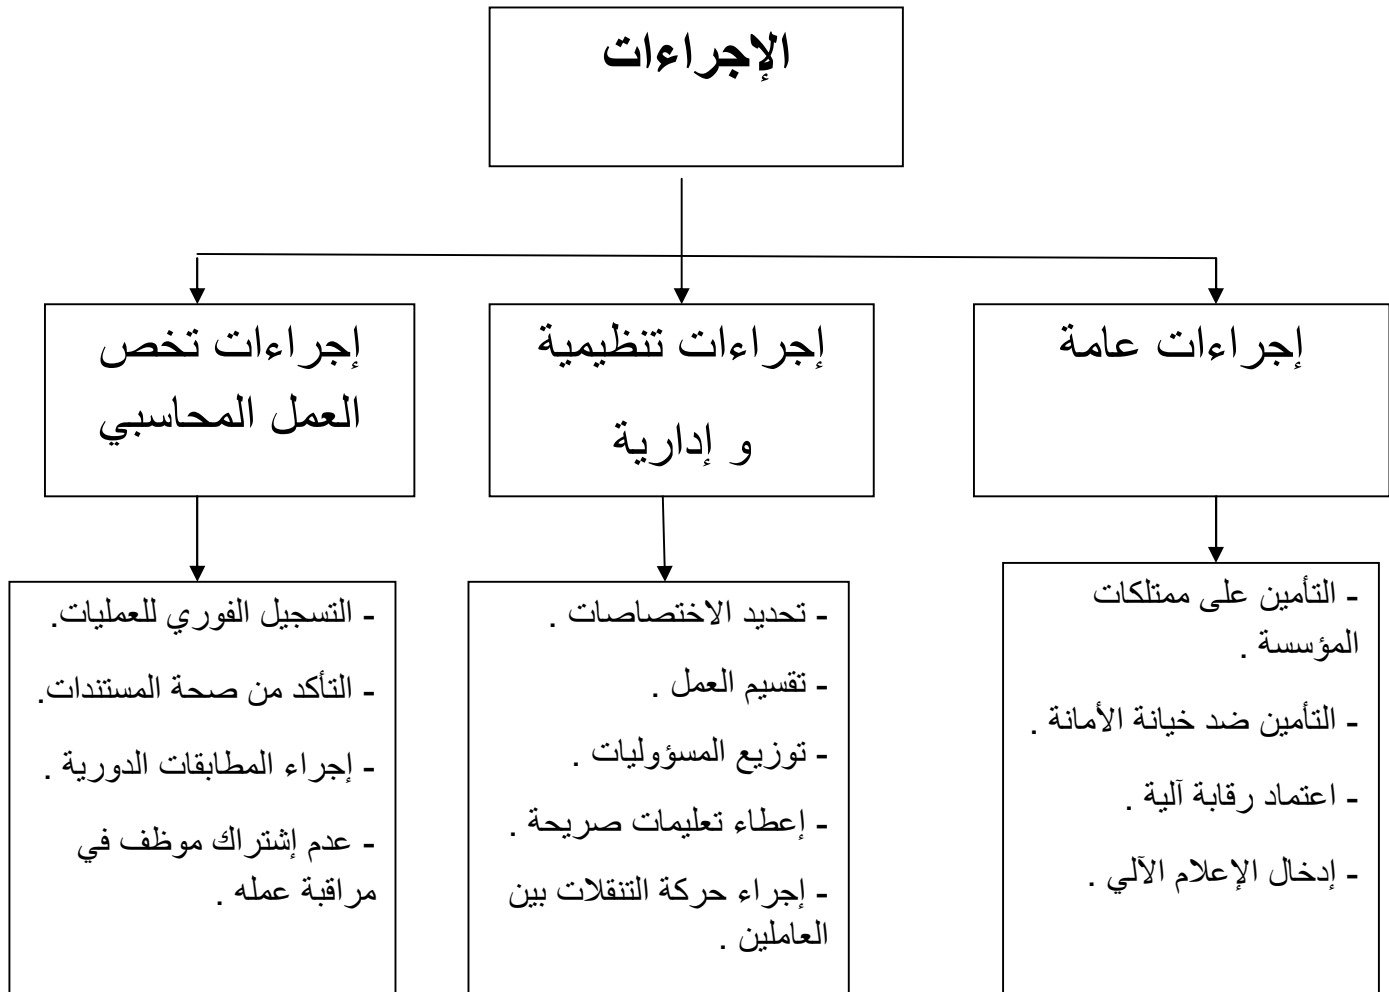 الإجراءات
إجراءات عامة
إجراءات تنظيمية
و إدارية
إجراءات تخص
العمل المحاسبي
- التأمين على ممتلكات
المؤسسة .
- التأمين ضد خيانة الأمانة .
- اعتماد رقابة آلية .
- إدخال الإعلام الآلي .
- تحديد الاختصاصات .
- تقسيم العمل .
- توزيع المسؤوليات .
- إعطاء تعليمات صريحة .
- إجراء حركة التنقلات بين
العاملين .
- التسجيل الفوري للعمليات.
- التأكد من صحة المستندات.
- إجراء المطابقات الدورية .
- عدم إشتراك موظف في
مراقبة عمله .